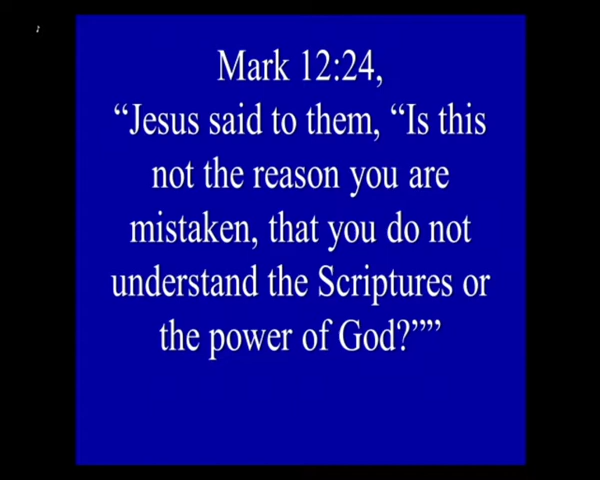 Mark 12:24,
“Jesus said to them, “Is this
not the reason you are
mistaken, that you do not
understand the Scriptures or
the power of God?”””